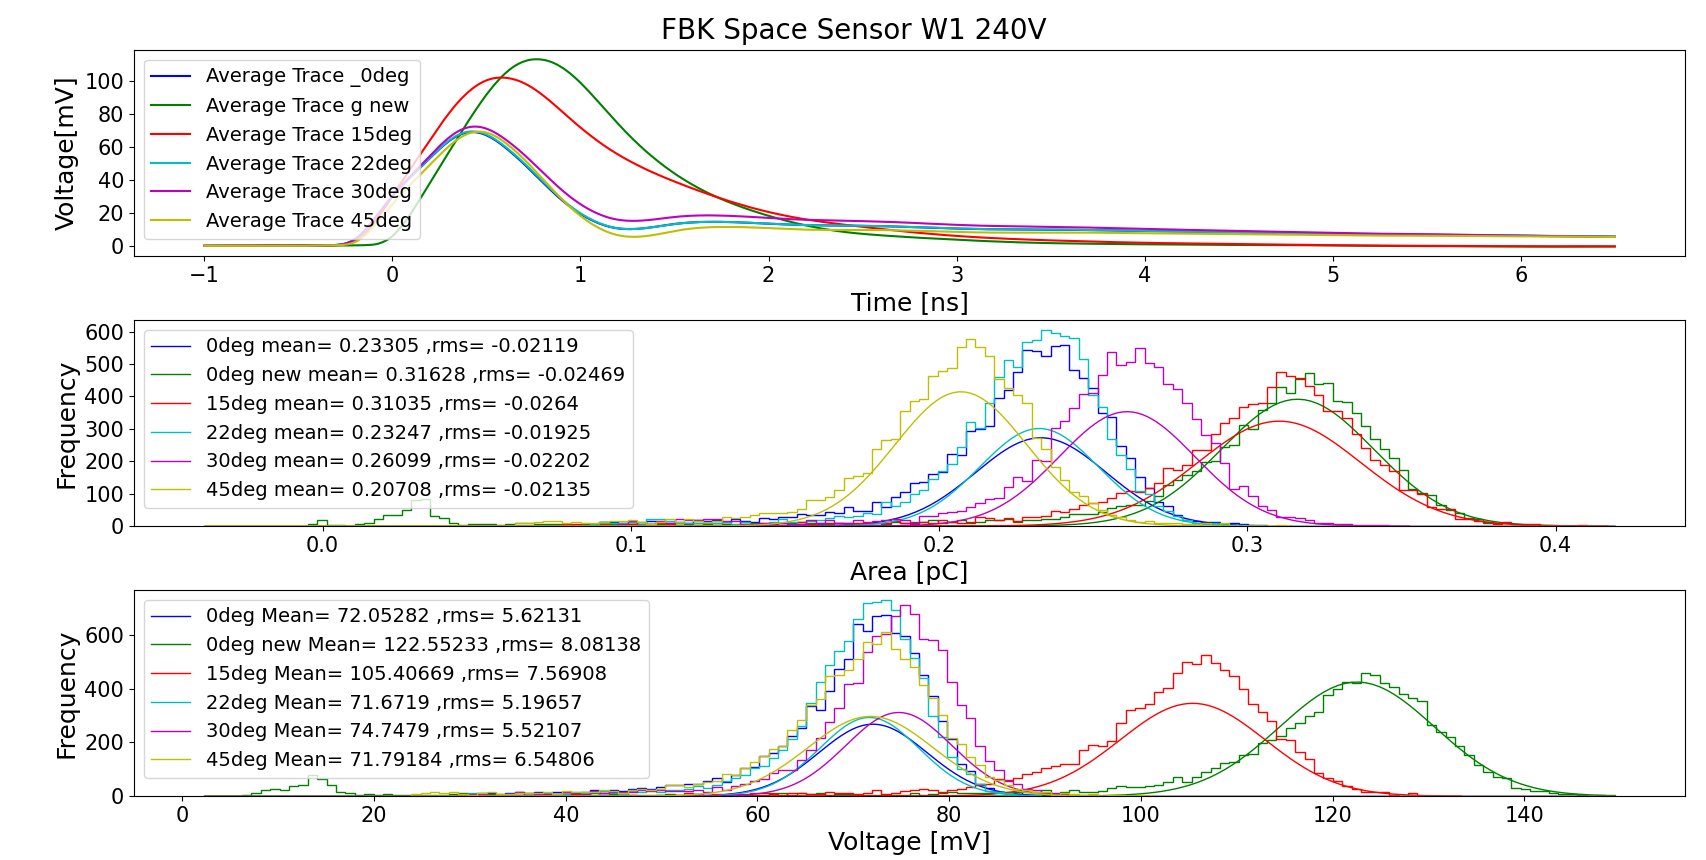 FBK Space Sensor W1 240V
Voltage[mV]
100
80
60
40
20
0
Average Trace _0deg
Average Trace g new
Average Trace 15deg
Average Trace 22deg
Average Trace 30deg
Average Trace 45deg
−1 0 1 2 3 4 5 6
Time [ns]
Frequency
600
500
400
300
200
100
0
0deg mean= 0.23305 ,rms= -0.02119
0deg new mean= 0.31628 ,rms= -0.02469
15deg mean= 0.31035 ,rms= -0.0264
22deg mean= 0.23247 ,rms= -0.01925
30deg mean= 0.26099 ,rms= -0.02202
45deg mean= 0.20708 ,rms= -0.02135
0.0 0.1 0.2 0.3 0.4
Area [pC]
Frequency
600
400
200
0
0deg Mean= 72.05282 ,rms= 5.62131
0deg new Mean= 122.55233 ,rms= 8.08138
15deg Mean= 105.40669 ,rms= 7.56908
22deg Mean= 71.6719 ,rms= 5.19657
30deg Mean= 74.7479 ,rms= 5.52107
45deg Mean= 71.79184 ,rms= 6.54806
0 20 40 60 80 100 120 140
Voltage [mV]